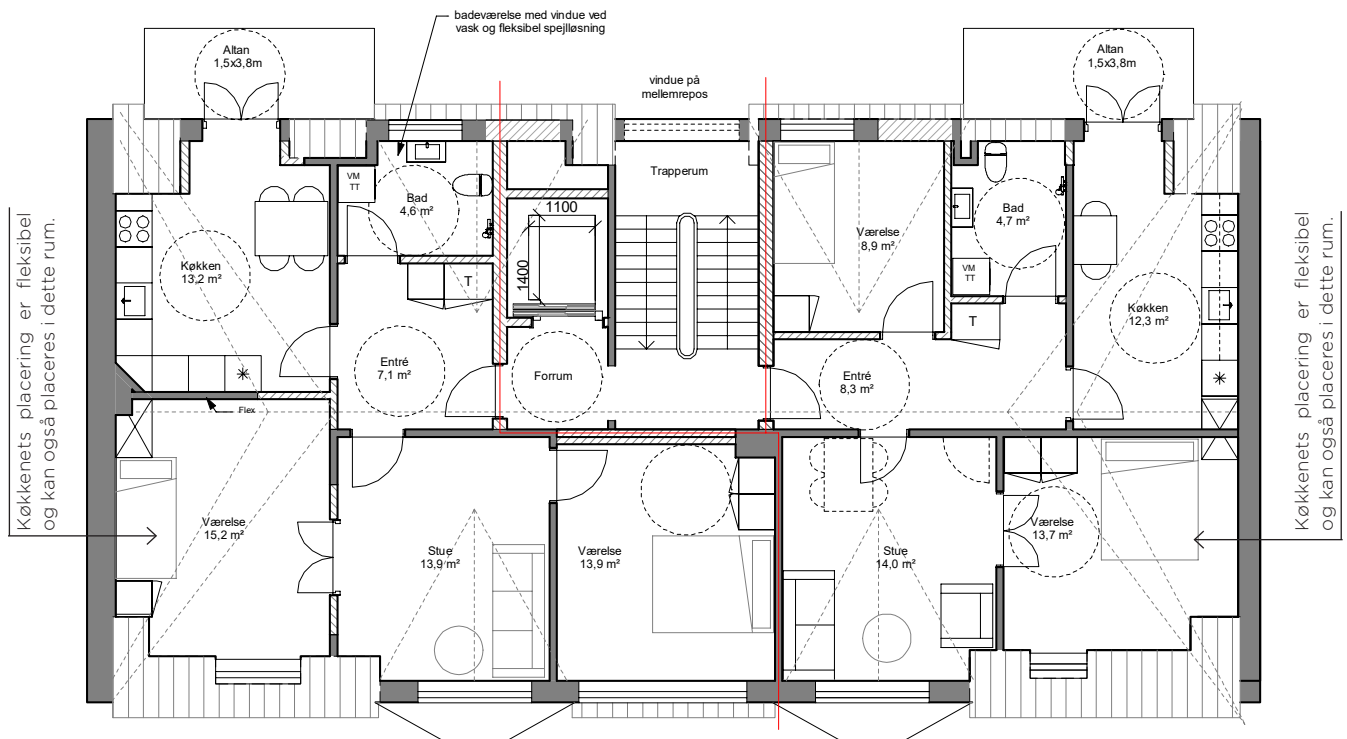 badeværelse med vindue ved
vask og fleksibel spejlløsning
Altan
1,5x3,8m
vindue på
mellemrepos
Altan
1,5x3,8m
Trapperum
VM
TT
Bad
4,6 m²
1100
1400
Værelse
8,9 m²
Bad
4,7 m²
VM
TT
Køkken
13,2 m²
T
T
Køkken
12,3 m²
Entré
7,1 m²
Forrum
Entré
8,3 m²
Flex
Værelse
15,2 m²
Stue
13,9 m²
Værelse
13,9 m²
Stue
14,0 m²
Værelse
13,7 m²
Køkkenets placering er fleksibel
og kan også placeres i dette rum.
Køkkenets placering er fleksibel
og kan også placeres i dette rum.